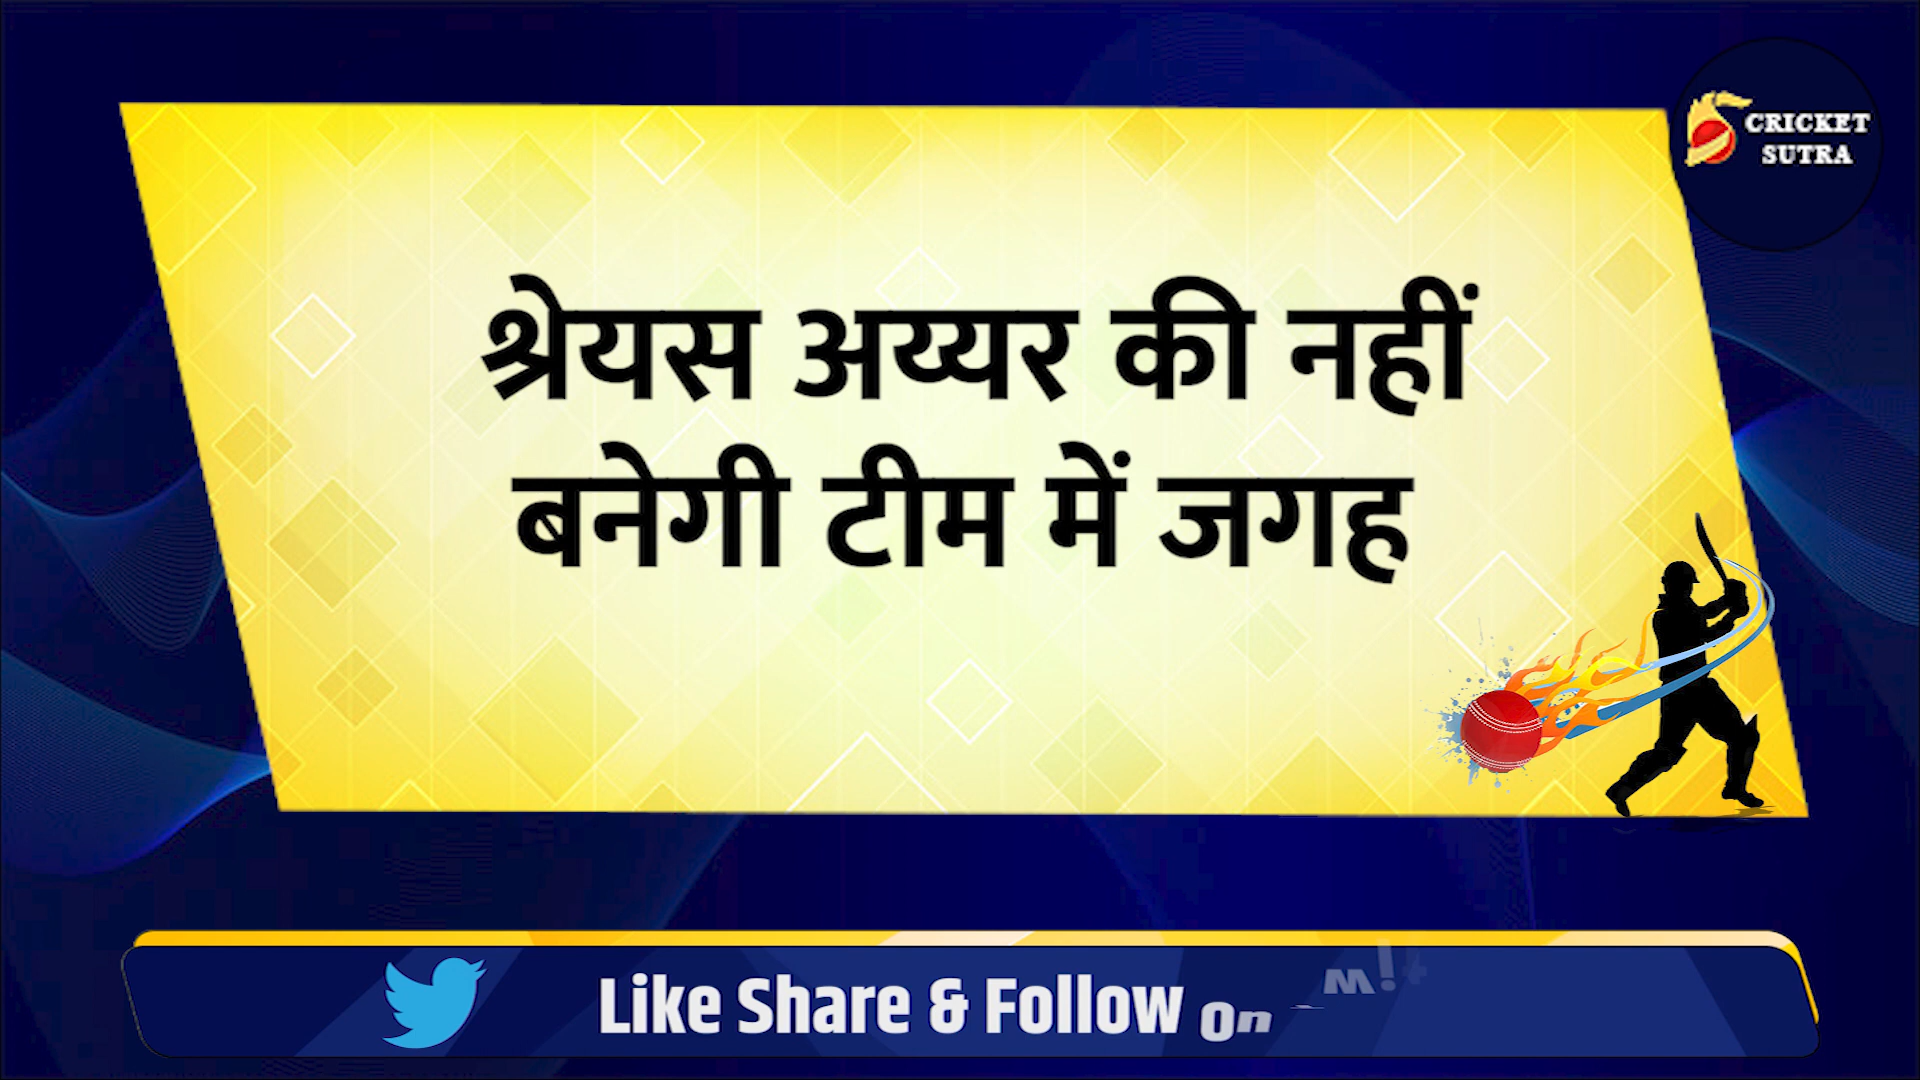 CRICKET
SUTRA
श्रेयस अय्यर की नहीं
बनेगी टीम में जगह
Like Share & Follow On